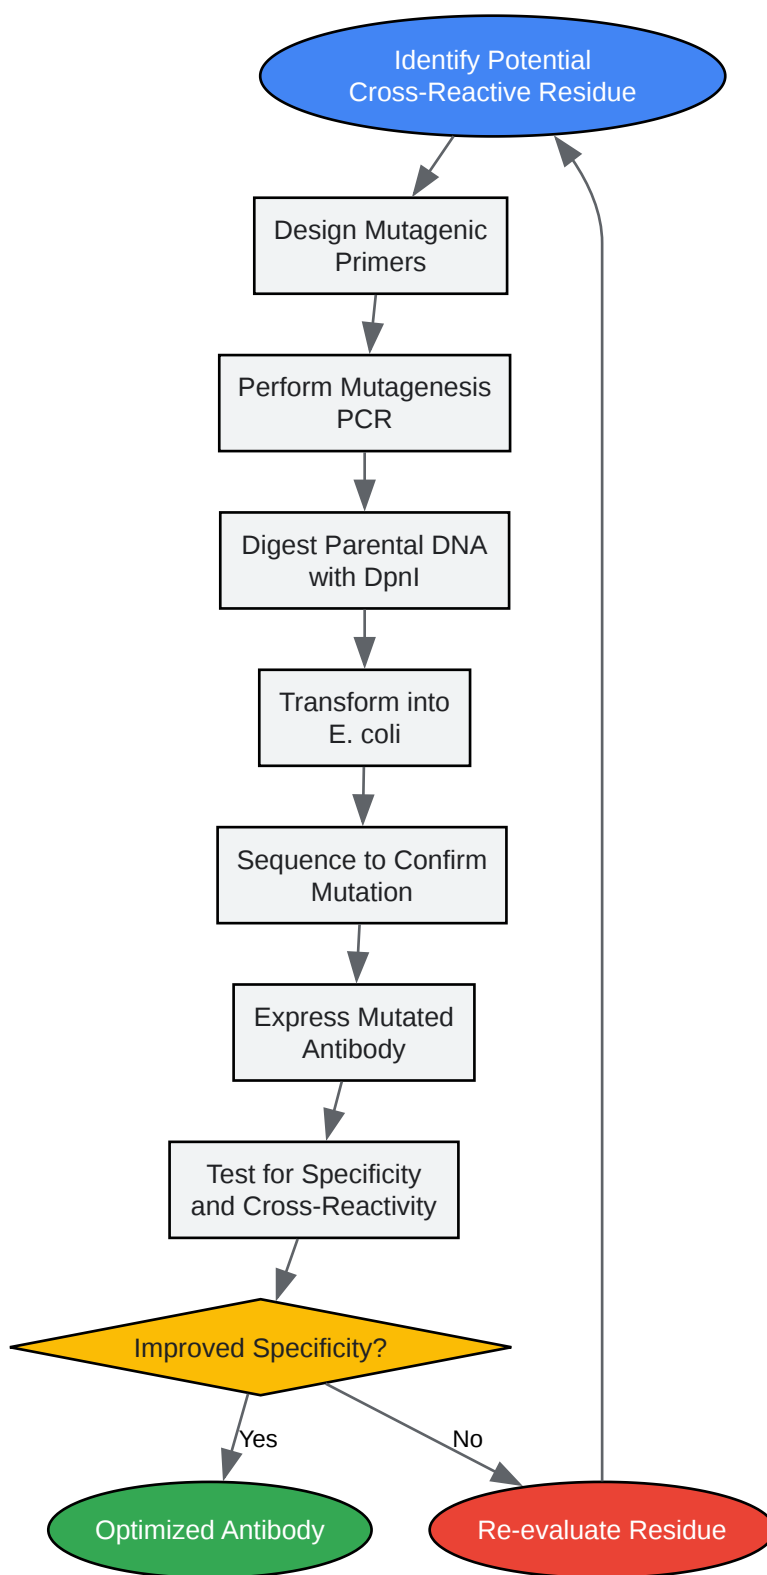 Identify Potential
Cross-Reactive Residue
Design Mutagenic
Primers
Perform Mutagenesis
PCR
Digest Parental DNA
with DpnI
Transform into
E. coli
Sequence to Confirm
Mutation
Express Mutated
Antibody
Test for Specificity
and Cross-Reactivity
Improved Specificity?
Yes
No
Optimized Antibody
Re-evaluate Residue